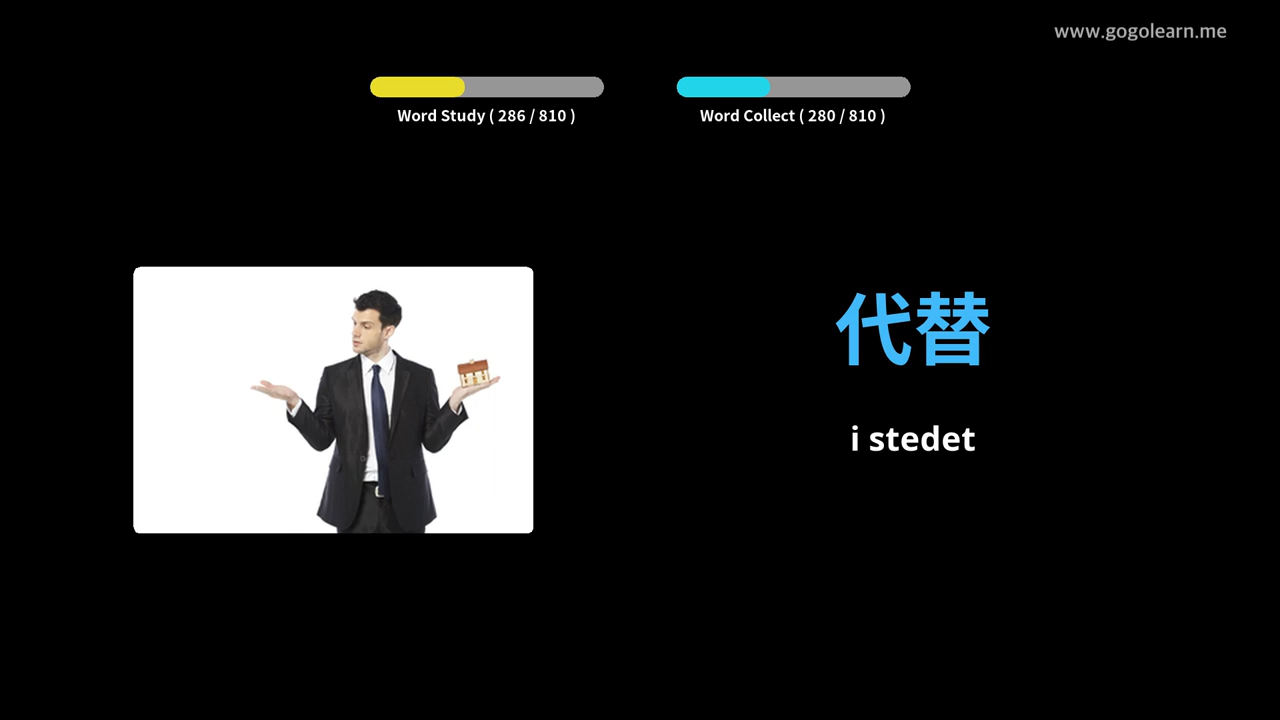 www.gogolearn.me
Word Study ( 286 / 810 )
Word Collect ( 280 / 810 )
代替
i stedet